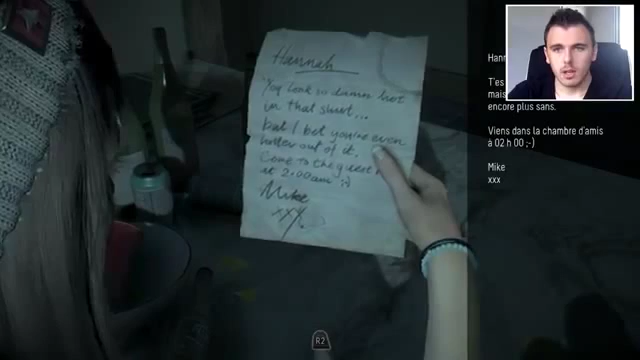 Hannah
You look so damn hot
in that shirt...
but I bet you're even
hotter out of it.
Come to the guest
at 2:00am ;-)
Mike
xxx
Hann
T'es
mais
encore plus sans.
Viens dans la chambre d'amis
à 02 h 00 ;-)
Mike
xxx
R2